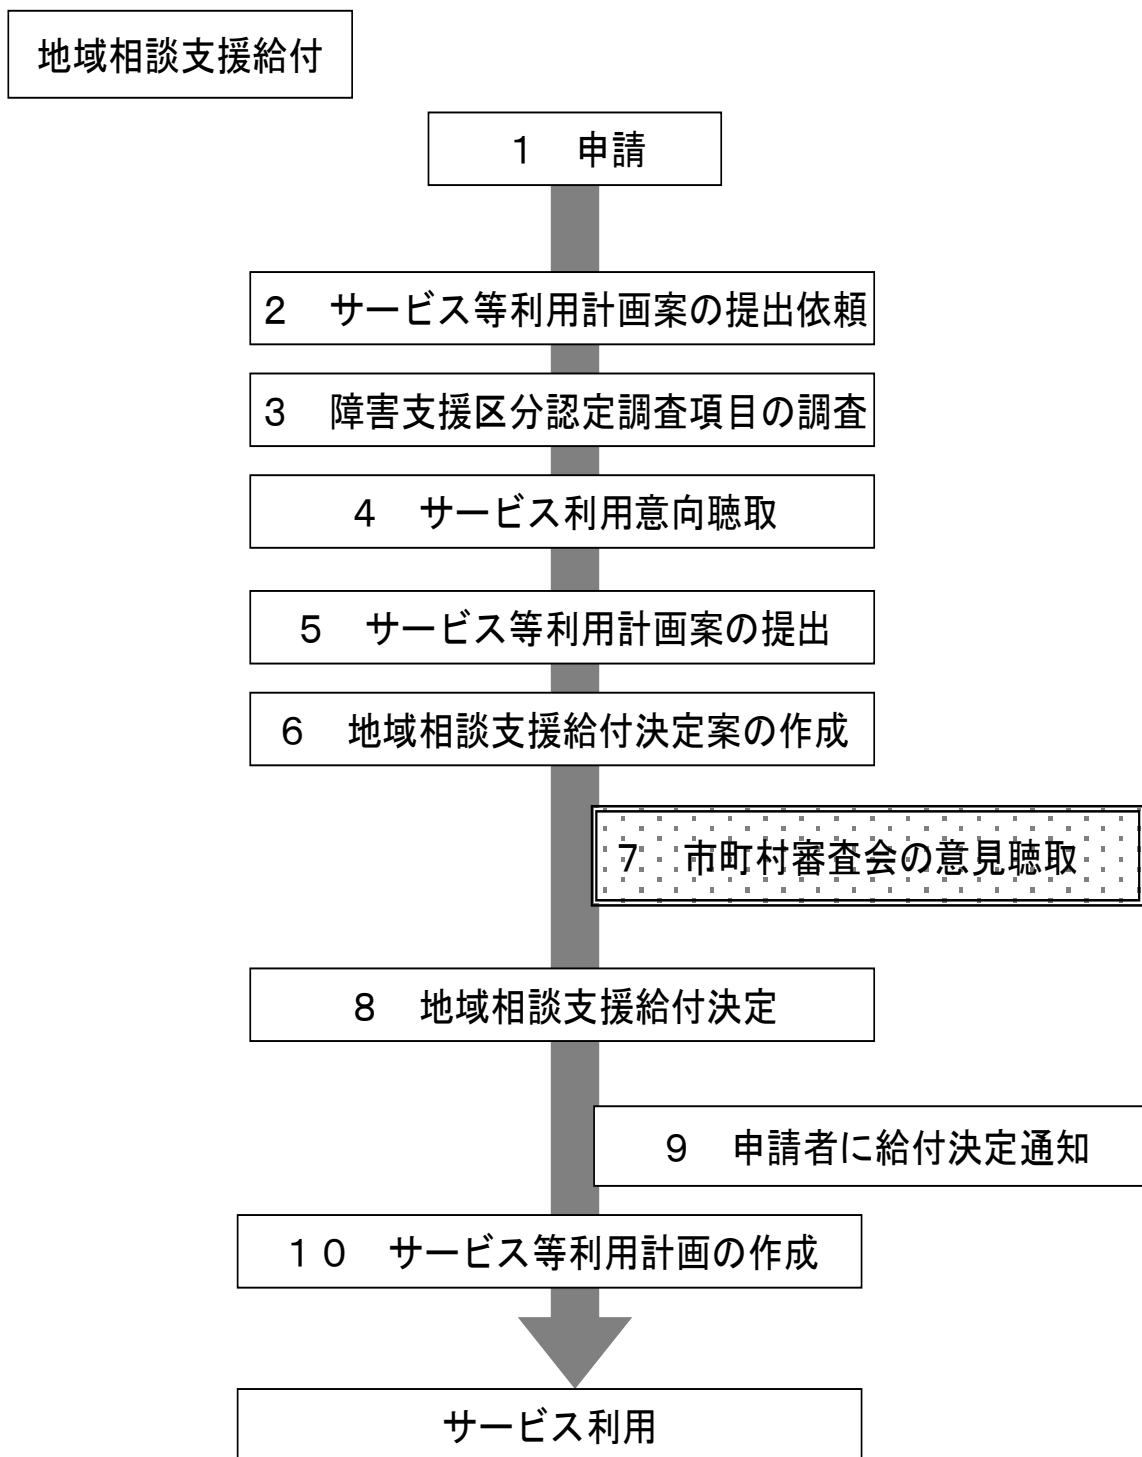 地域相談支援給付
１　申請
２　サービス等利用計画案の提出依頼
３　障害支援区分認定調査項目の調査
４　サービス利用意向聴取
５　サービス等利用計画案の提出
６　地域相談支援給付決定案の作成
７　市町村審査会の意見聴取
８　地域相談支援給付決定
９　申請者に給付決定通知
１０　サービス等利用計画の作成
サービス利用